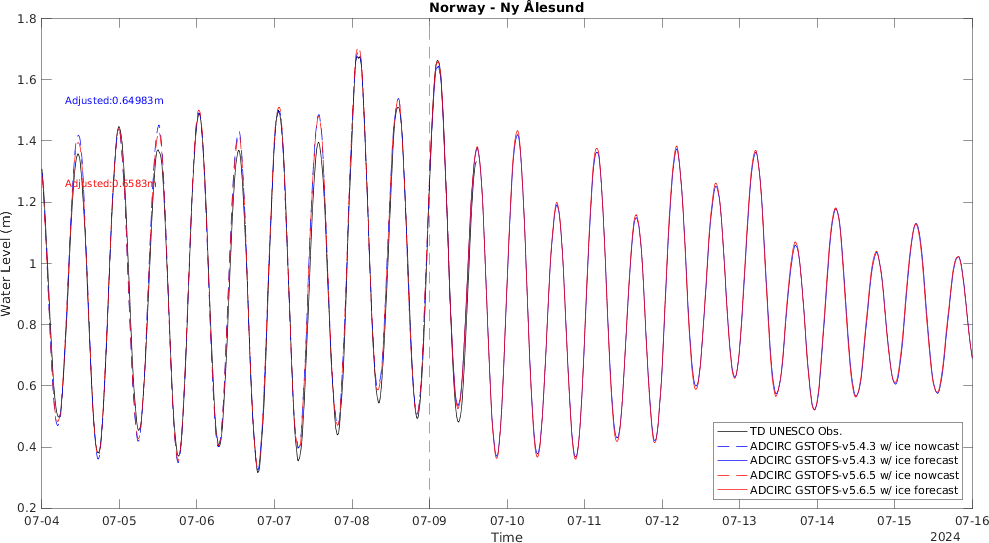 Norway - Ny Ålesund
1.8
1.6
1.4
1.2
1
0.8
0.6
0.4
0.2
Water Level (m)
Adjusted:0.64983m
Adjusted:0.6583m
TD UNESCO Obs.
ADCIRC GSTOFS-v5.4.3 w/ ice nowcast
ADCIRC GSTOFS-v5.4.3 w/ ice forecast
ADCIRC GSTOFS-v5.6.5 w/ ice nowcast
ADCIRC GSTOFS-v5.6.5 w/ ice forecast
07-04 07-05 07-06 07-07 07-08 07-09 07-10 07-11 07-12 07-13 07-14 07-15 07-16
Time
2024